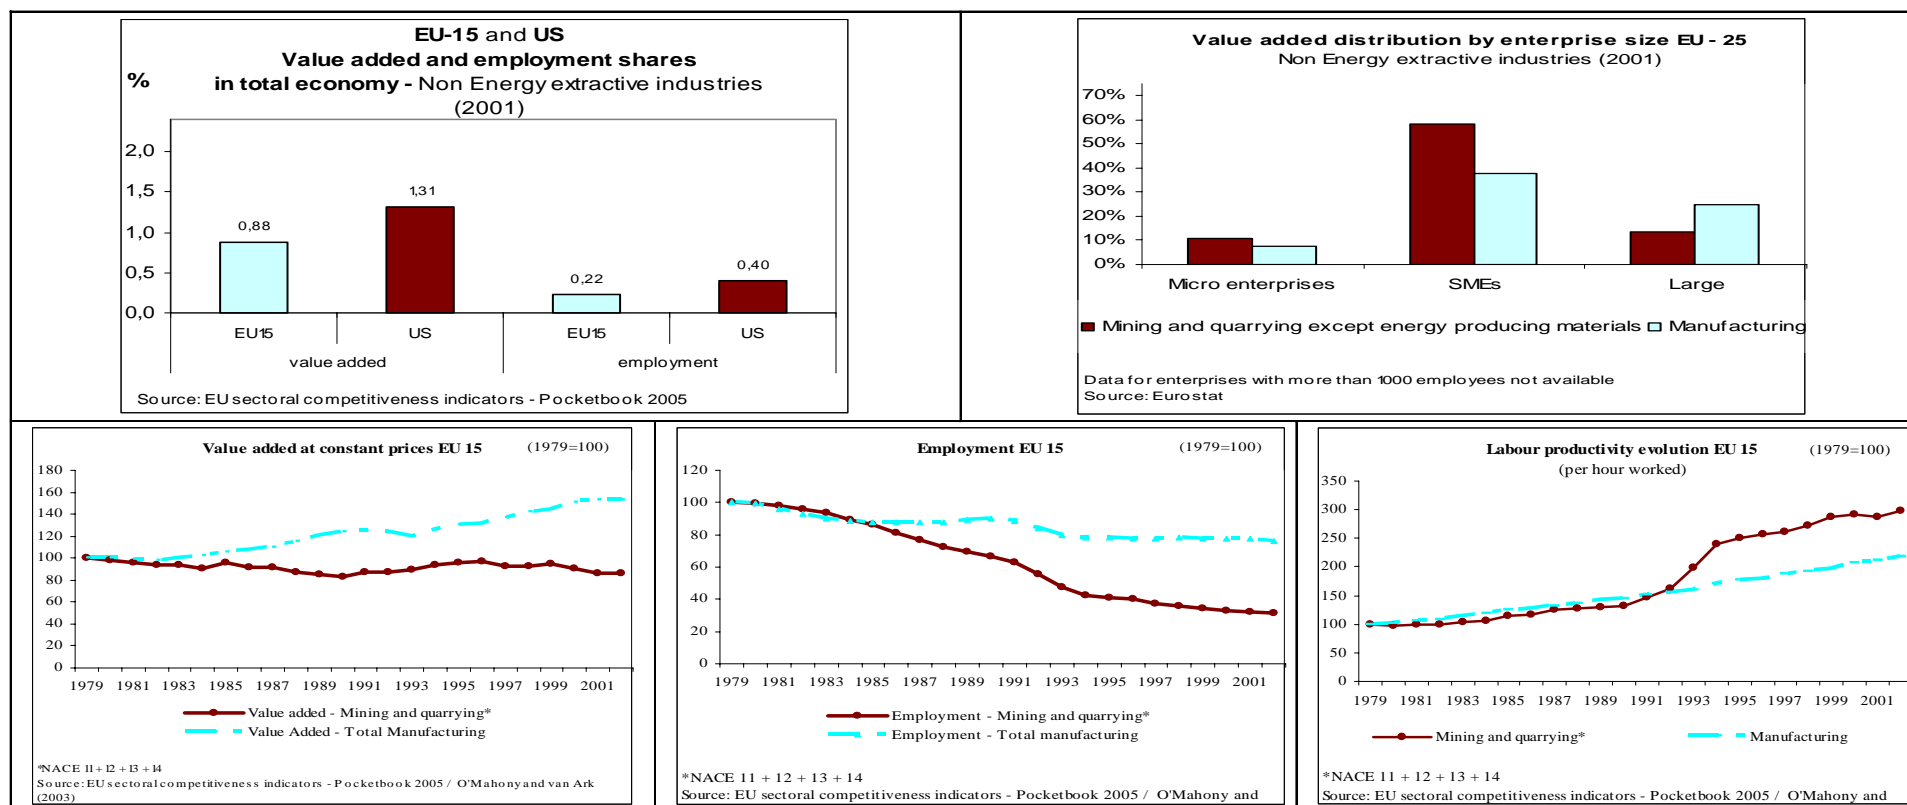 EU-15 and US
Value added and employment shares
in total economy - Non Energy extractive industries
(2001)
%
2,0
1,5
1,0
0,5
0,0
0,88
1,31
0,22
0,40
EU15 US EU15 US
value added employment
Source: EU sectoral competitiveness indicators - Pocketbook 2005
Value added distribution by enterprise size EU - 25
Non Energy extractive industries (2001)
70%
60%
50%
40%
30%
20%
10%
0%
Micro enterprises SMEs Large
Mining and quarrying except energy producing materials Manufacturing
Data for enterprises with more than 1000 employees not available
Source: Eurostat
Value added at constant prices EU 15 (1979=100)
180
160
140
120
100
80
60
40
20
0
1979 1981 1983 1985 1987 1989 1991 1993 1995 1997 1999 2001
Value added - Mining and quarrying*
Value Added - Total Manufacturing
*NACE 11 + 12 + 13 + 14
Source: EU sectoral competitiveness indicators - Pocketbook 2005 / O'Mahony and van Ark
(2003)
Employment EU 15 (1979=100)
120
100
80
60
40
20
0
1979 1981 1983 1985 1987 1989 1991 1993 1995 1997 1999 2001
Employment - Mining and quarrying*
Employment - Total manufacturing
*NACE 11 + 12 + 13 + 14
Source: EU sectoral competitiveness indicators - Pocketbook 2005 / O'Mahony and
Labour productivity evolution EU 15 (1979=100)
(per hour worked)
350
300
250
200
150
100
50
0
1979 1981 1983 1985 1987 1989 1991 1993 1995 1997 1999 2001
Mining and quarrying* Manufacturing
*NACE 11 + 12 + 13 + 14
Source: EU sectoral competitiveness indicators - Pocketbook 2005 / O'Mahony and